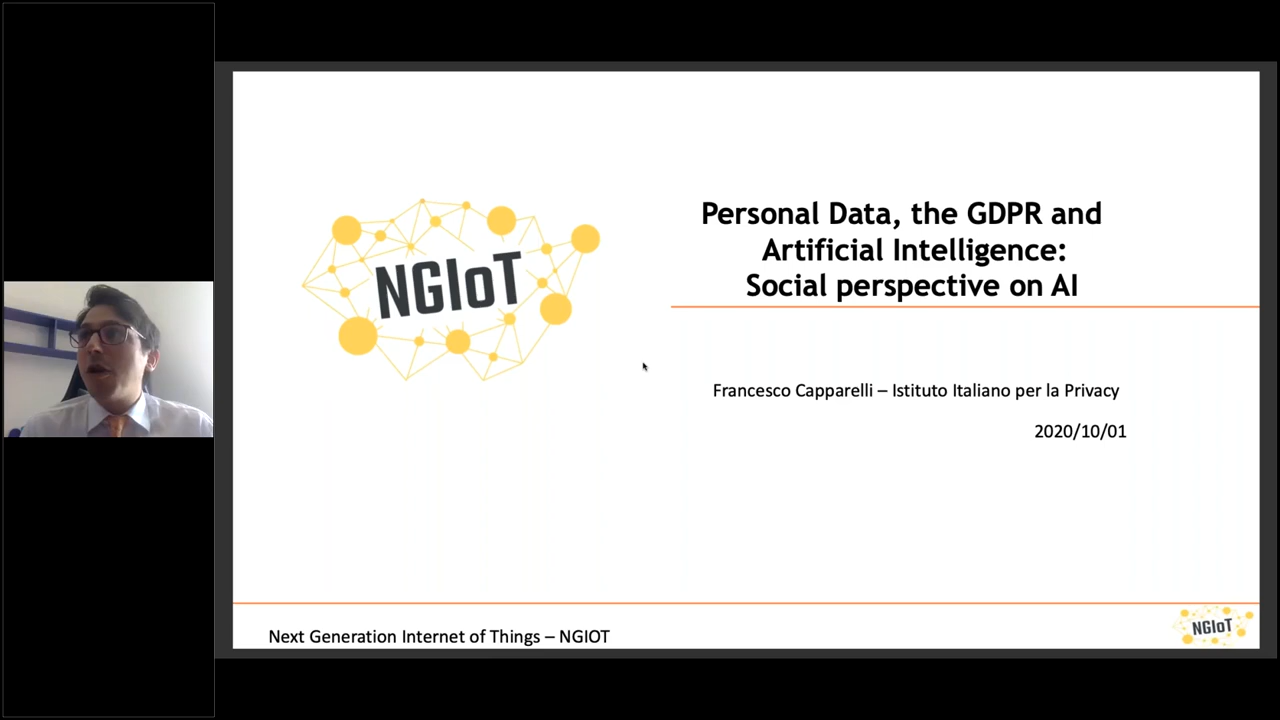 NGIoT
Personal Data, the GDPR and
Artificial Intelligence:
Social perspective on AI
Francesco Capparelli – Istituto Italiano per la Privacy
2020/10/01
Next Generation Internet of Things – NGIOT
NGIoT